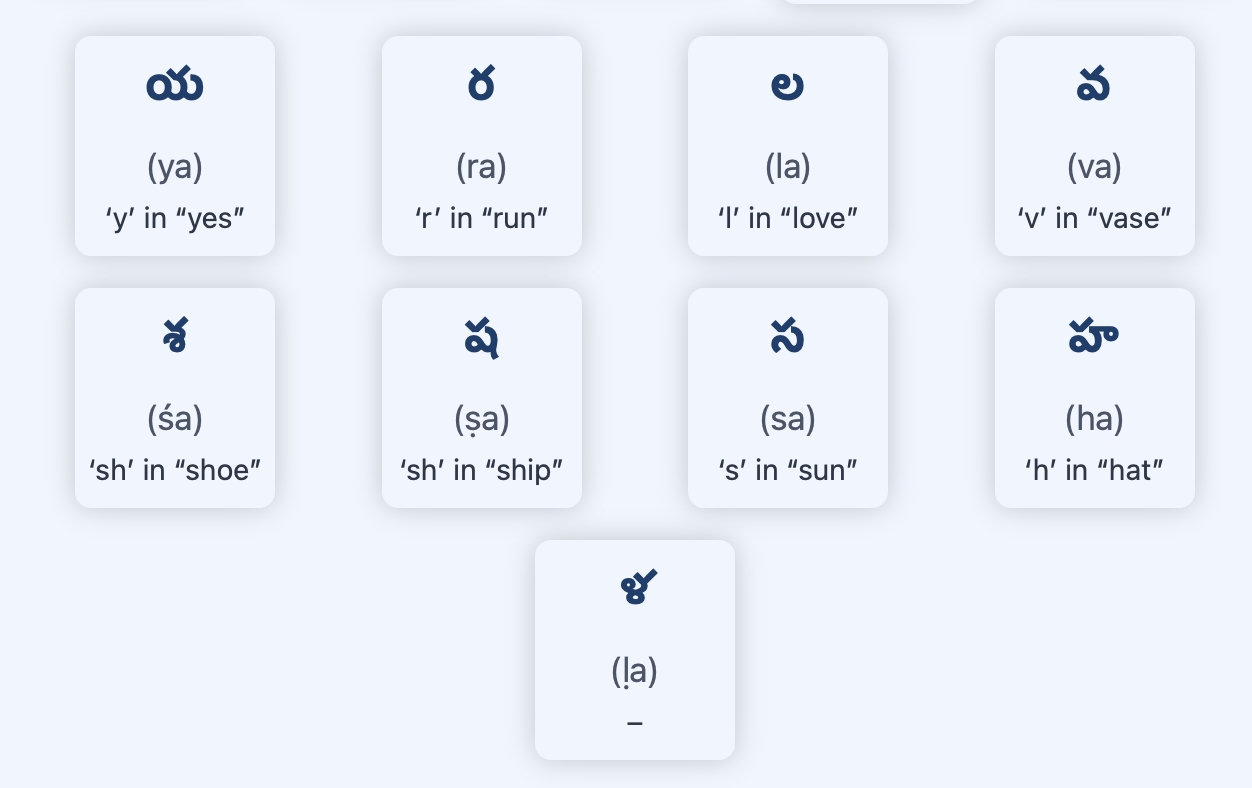 య
(ya)
‘y’ in “yes”
ర
(ra)
‘r’ in “run”
ల
(la)
‘l’ in “love”
వ
(va)
‘v’ in “vase”
శ
(śa)
‘sh’ in “shoe”
ష
(ṣa)
‘sh’ in “ship”
స
(sa)
‘s’ in “sun”
హ
(ha)
‘h’ in “hat”
ళ
(ḷa)
–